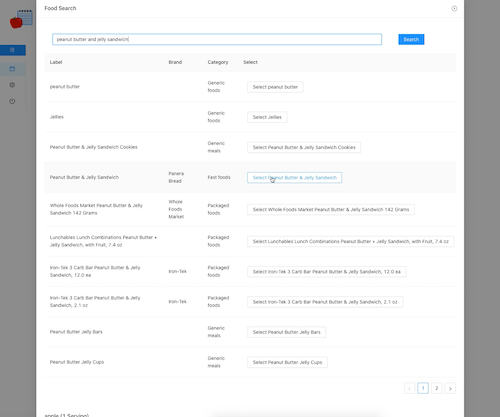 Food Search
peanut butter and jelly sandwich
Search
Label Brand Category Select
peanut butter Generic foods Select peanut butter
Jellies Generic foods Select Jellies
Peanut Butter & Jelly Sandwich Cookies Generic meals Select Peanut Butter & Jelly Sandwich Cookies
Peanut Butter & Jelly Sandwich Panera Bread Fast foods Select Peanut Butter & Jelly Sandwich
Whole Foods Market Peanut Butter & Jelly Sandwich 142 Grams Whole Foods Market Packaged foods Select Whole Foods Market Peanut Butter & Jelly Sandwich 142 Grams
Lunchables Lunch Combinations Peanut Butter + Jelly Sandwich, with Fruit, 7.4 oz Packaged foods Select Lunchables Lunch Combinations Peanut Butter + Jelly Sandwich, with Fruit, 7.4 oz
Iron-Tek 3 Carb Bar Peanut Butter & Jelly Sandwich, 12.0 ea Iron-Tek Packaged foods Select Iron-Tek 3 Carb Bar Peanut Butter & Jelly Sandwich, 12.0 ea
Iron-Tek 3 Carb Bar Peanut Butter & Jelly Sandwich, 2.1 oz Iron-Tek Packaged foods Select Iron-Tek 3 Carb Bar Peanut Butter & Jelly Sandwich, 2.1 oz
Peanut Butter Jelly Bars Generic meals Select Peanut Butter Jelly Bars
Peanut Butter Jelly Cups Generic meals Select Peanut Butter Jelly Cups
< 1 2 >
apple (1 Serving)